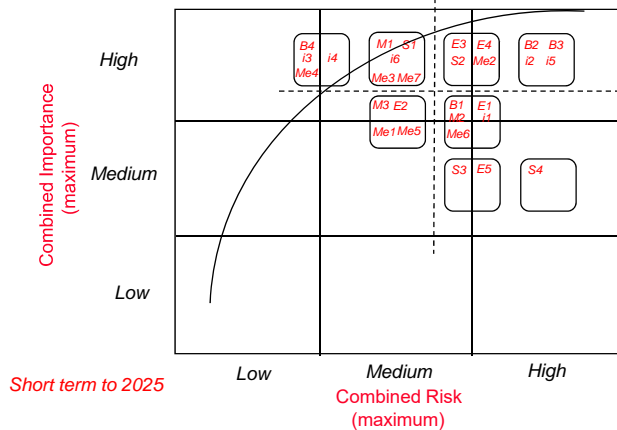 B4
i3 i4
Me4
M1 S1
i6
Me3 Me7
E3 E4
S2 Me2
B2 B3
i2 i5
High
M3 E2
Me1 Me5
B1 E1
M2 i1
Me6
Combined Importance
(maximum)
Medium
S3 E5
S4
Low
Short term to 2025
Low
Medium
High
Combined Risk
(maximum)